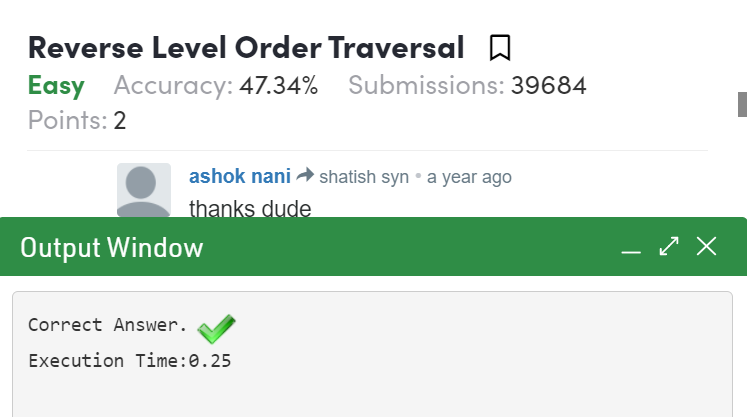 Reverse Level Order Traversal
Easy Accuracy: 47.34% Submissions: 39684
Points: 2
ashok nani shatish syn • a year ago
thanks dude
Output Window
Correct Answer.
Execution Time:0.25